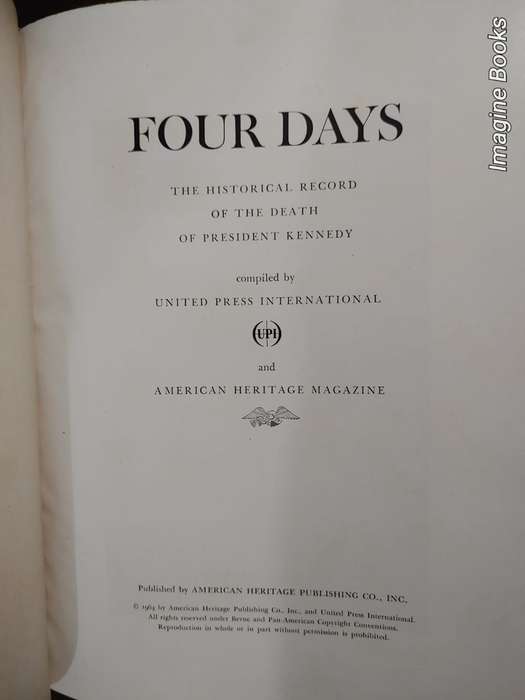 FOUR DAYS
THE HISTORICAL RECORD
OF THE DEATH
OF PRESIDENT KENNEDY
compiled by
UNITED PRESS INTERNATIONAL
UPI
and
AMERICAN HERITAGE MAGAZINE
Published by AMERICAN HERITAGE PUBLISHING CO., INC.
© 1964 by American Heritage Publishing Co., Inc., and United Press International.
All rights reserved under Berne and Pan-American Copyright Conventions.
Reproduction in whole or in part without permission is prohibited.
Imagine Books